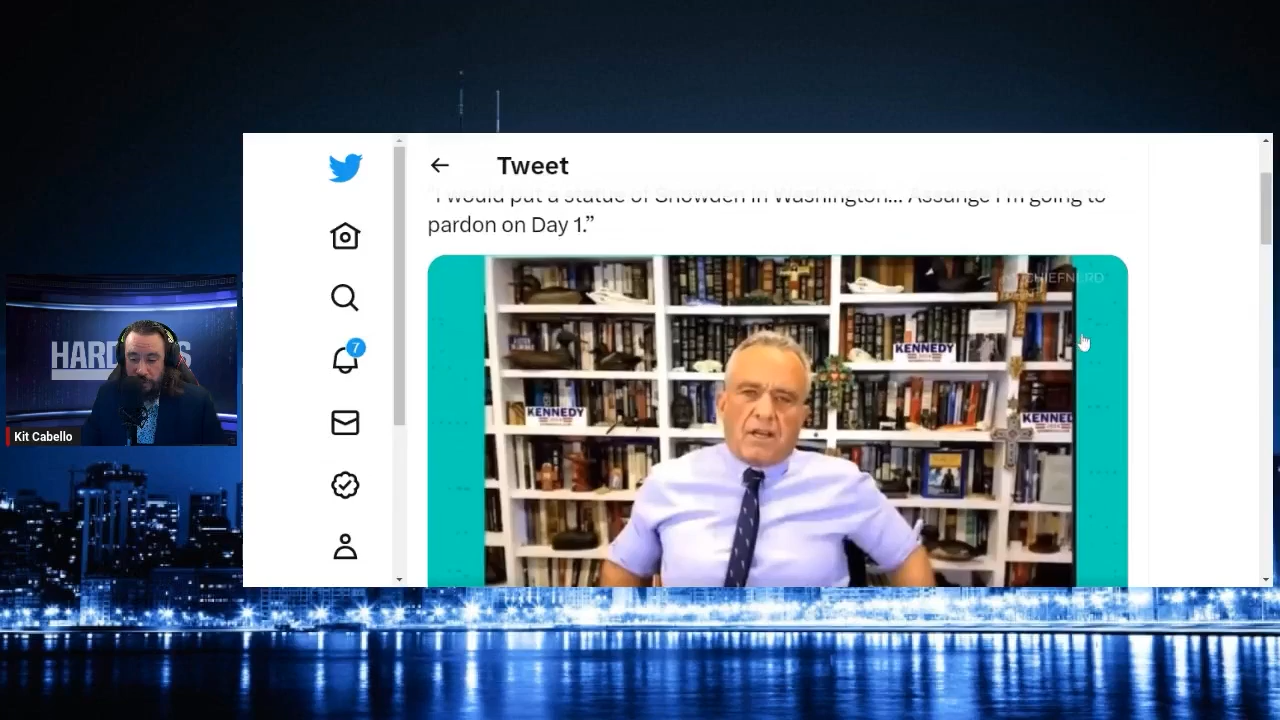 Tweet
“I would put a statue of Snowden in Washington... Assange I'm going to
pardon on Day 1.”
7
CHIEFNERD
KENNEDY
KENNEDY
KENNED
HARD
S
Kit Cabello